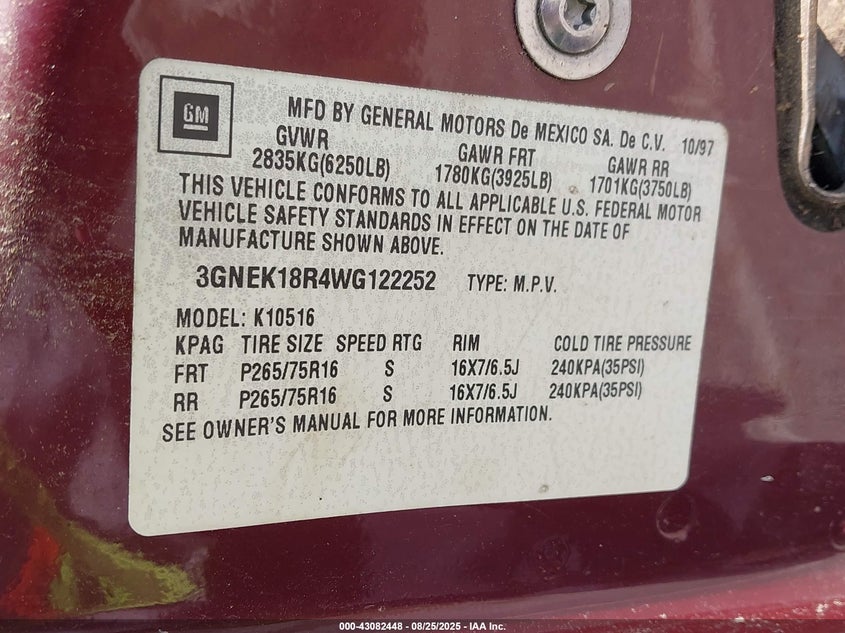 GM
MFD BY GENERAL MOTORS De MEXICO SA. De C.V. 10/97
GVWR GAWR FRT GAWR RR
2835KG(6250LB) 1780KG(3925LB) 1701KG(3750LB)
THIS VEHICLE CONFORMS TO ALL APPLICABLE U.S. FEDERAL MOTOR
VEHICLE SAFETY STANDARDS IN EFFECT ON THE DATE OF
MANUFACTURE SHOWN ABOVE.
3GNEK18R4WG122252 TYPE: M.P.V.
MODEL: K10516
KPAG TIRE SIZE SPEED RTG RIM COLD TIRE PRESSURE
FRT P265/75R16 S 16X7/6.5J 240KPA(35PSI)
RR P265/75R16 S 16X7/6.5J 240KPA(35PSI)
SEE OWNER'S MANUAL FOR MORE INFORMATION.
000-43082448 - 08/25/2025 - IAA Inc.